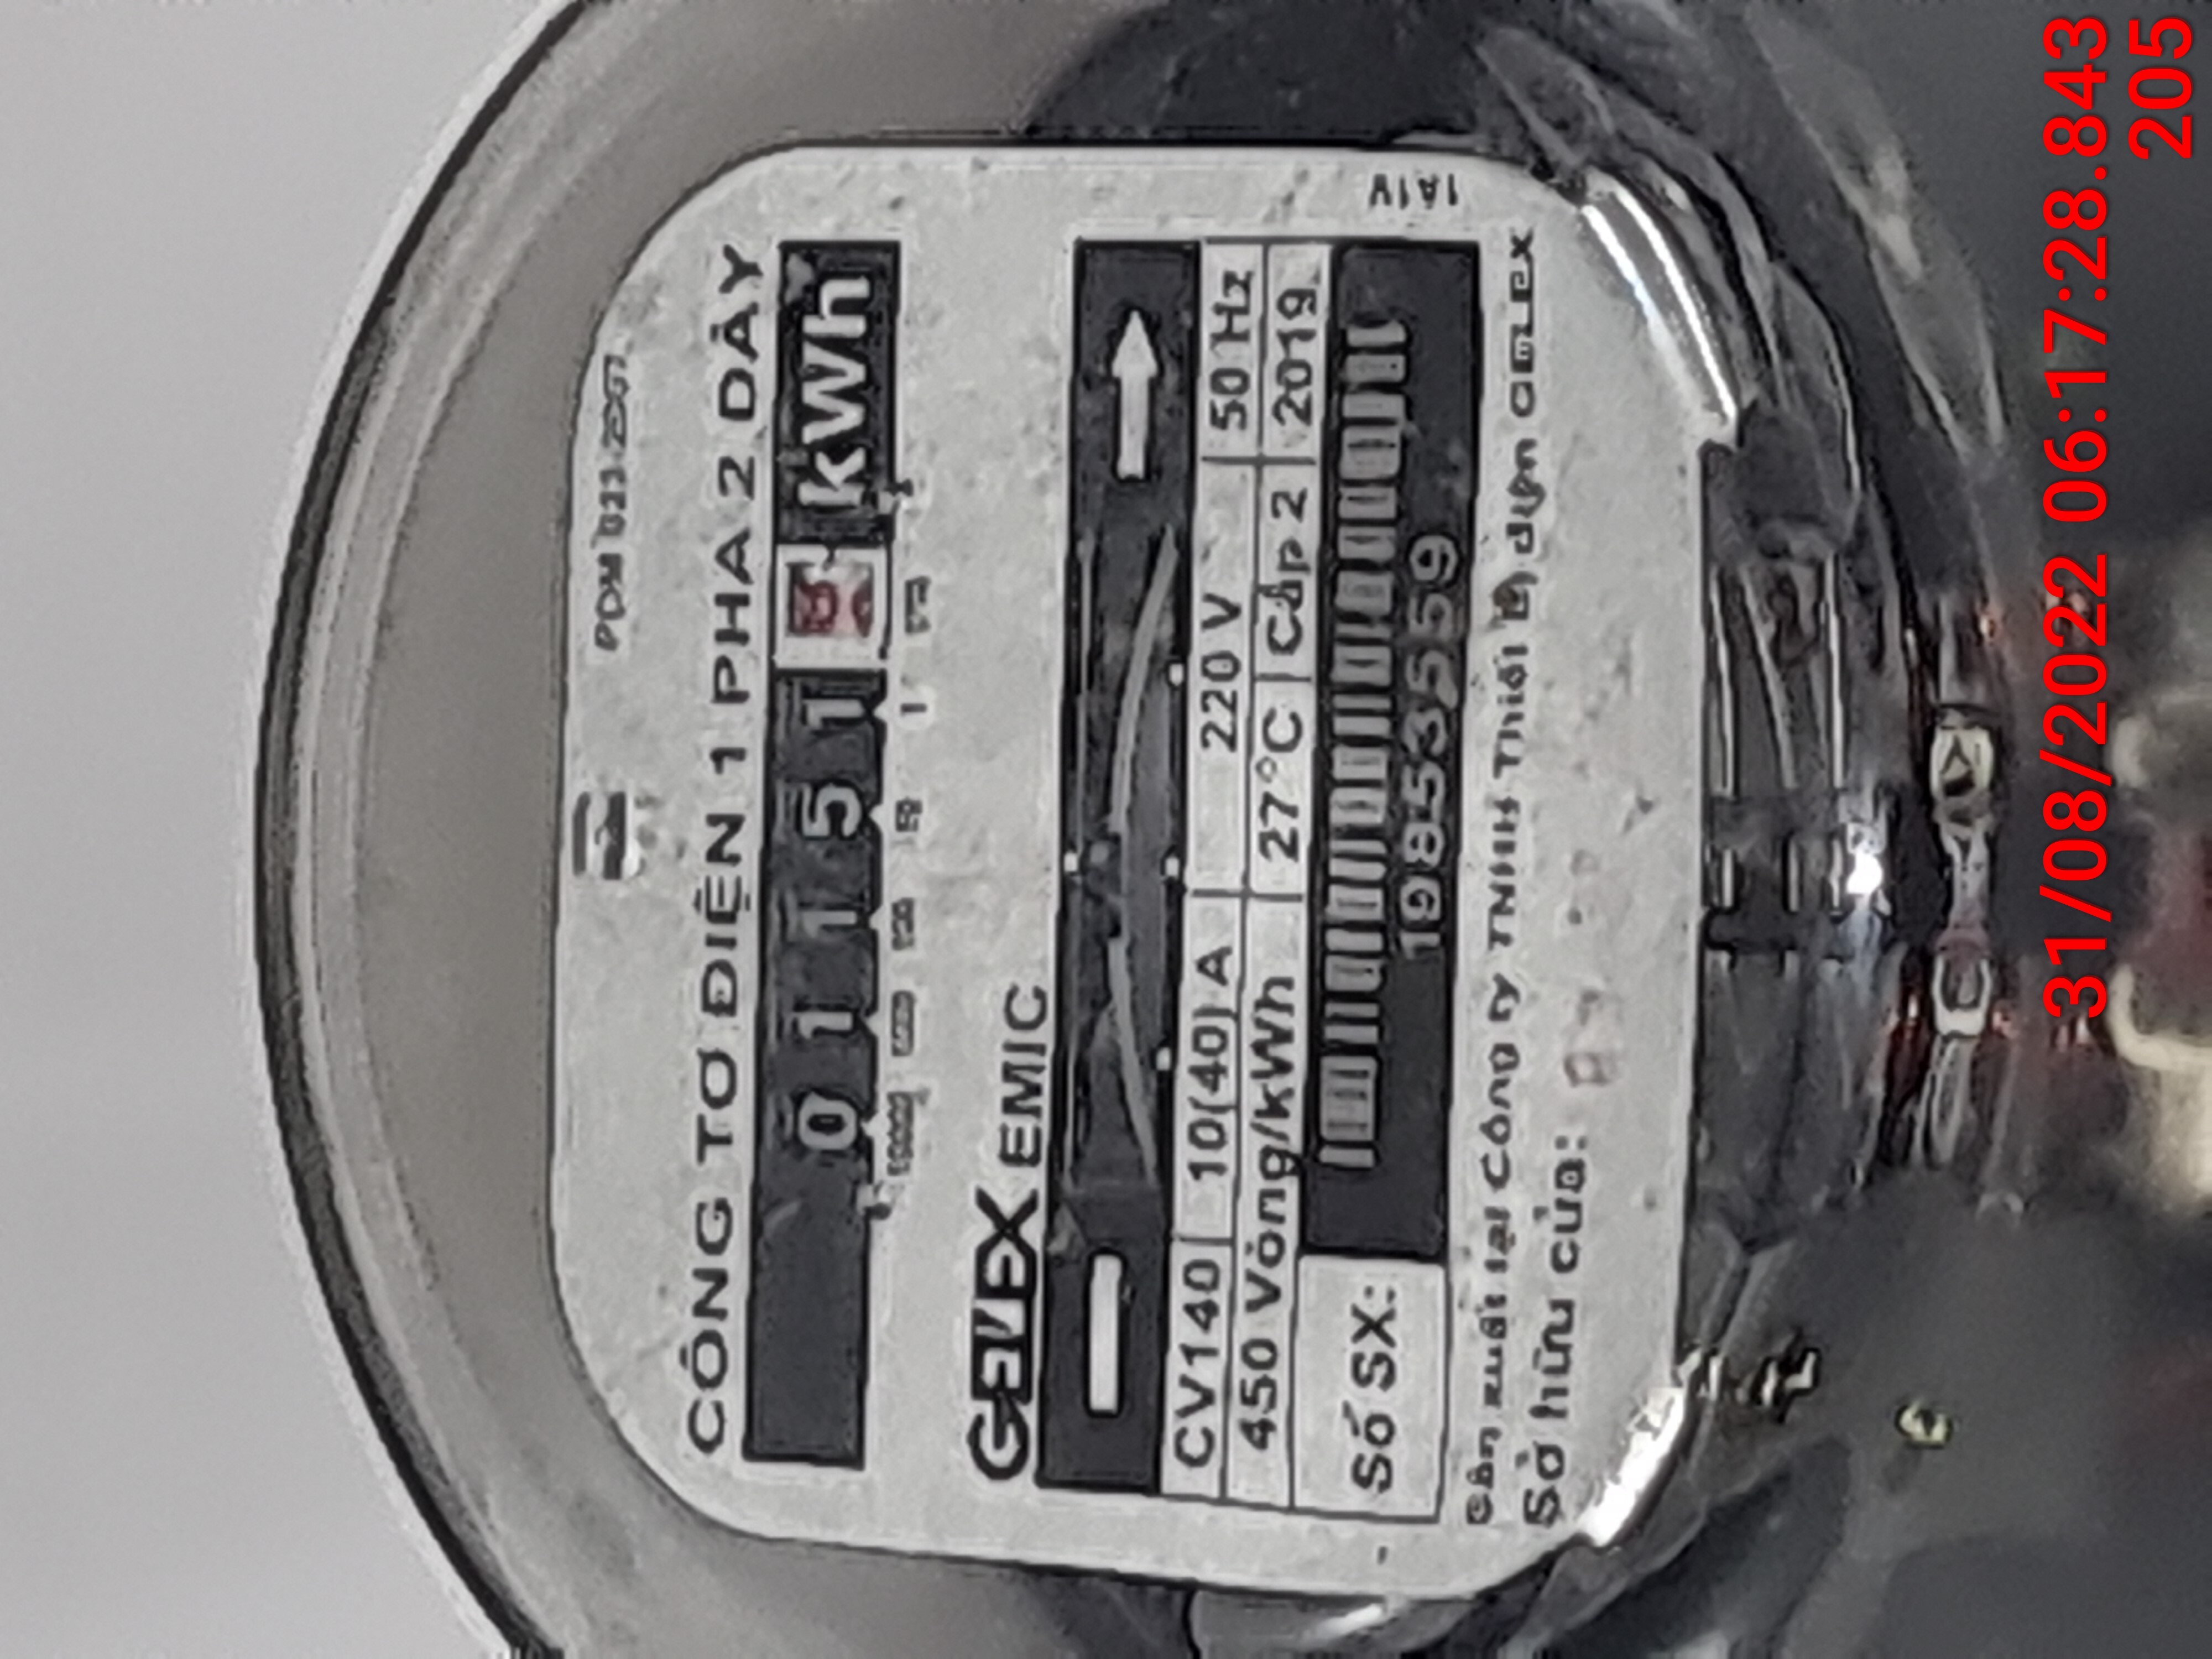 CÔNG TƠ ĐIỆN 1 PHA 2 DÂY
0 1 1 5 1 kWh
GELEX EMIC
CV140 10(40) A 220 V 50 Hz
450 Vòng/kWh 27°C Cấp 2 2019
Số SX: 198535559
Sản xuất tại Công ty TNHH Thiết bị điện GELEX
Sở hữu của:
31/08/2022 06:17:28.843
205